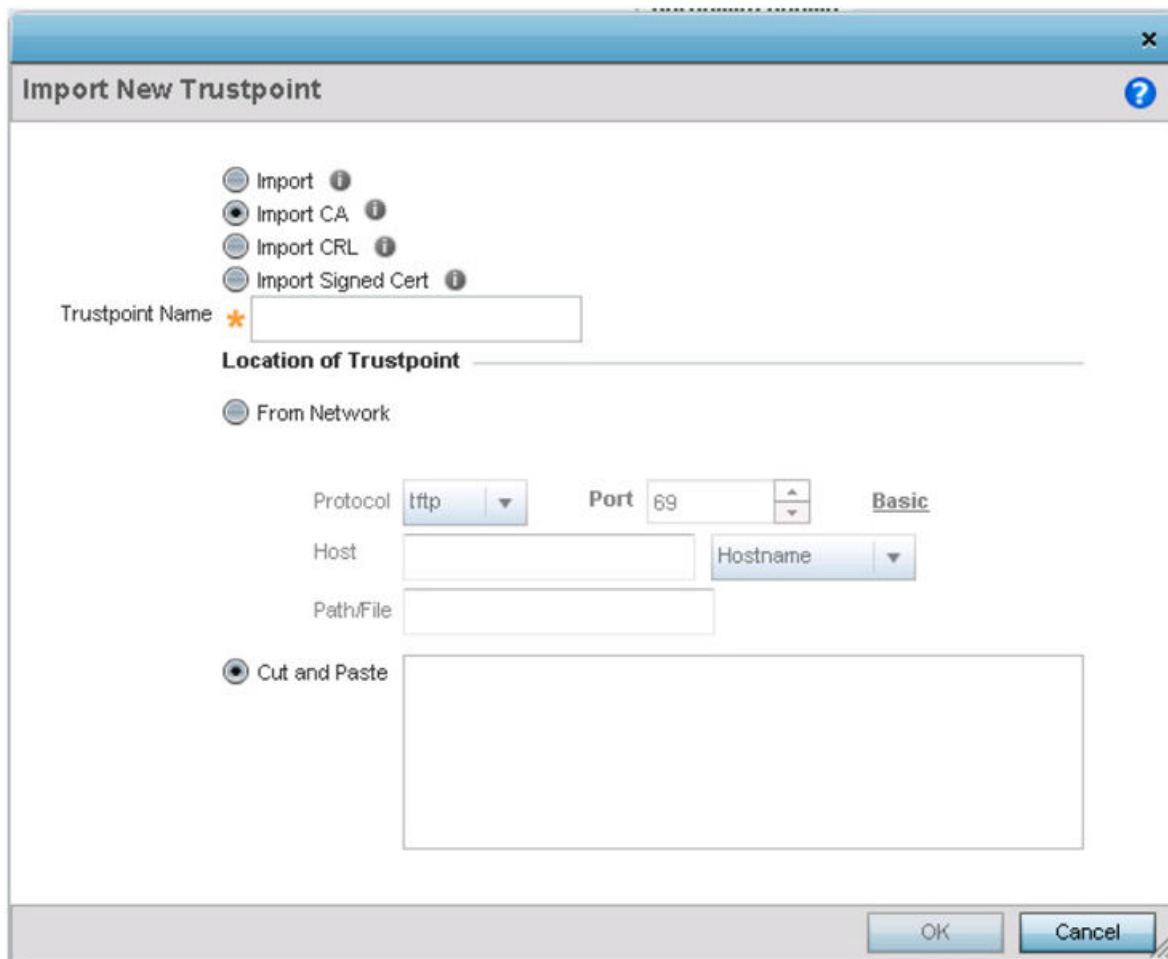 Import New Trustpoint
Import
Import CA
Import CRL
Import Signed Cert
Trustpoint Name *
Location of Trustpoint
From Network
Protocol tftp Port 69 Basic
Host Hostname
Path/File
Cut and Paste
OK Cancel